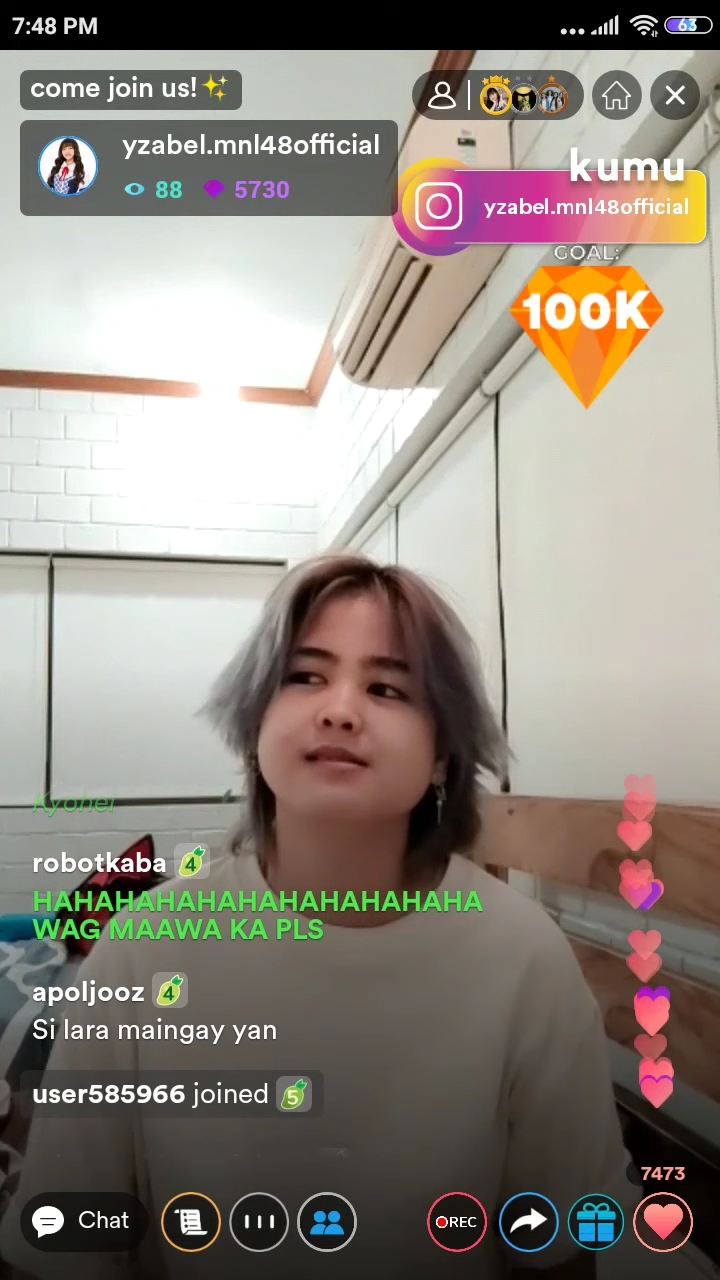 7:48 PM
63
come join us!✨
yzabel.mnl48official
88 5730
kumu
yzabel.mnl48official
GOAL:
100K
Kyohei
robotkaba 4
HAHAHAHAHAHAHAHAHAHAHA
WAG MAAWA KA PLS
apoljooz 4
Si lara maingay yan
user585966 joined 5
7473
Chat
REC